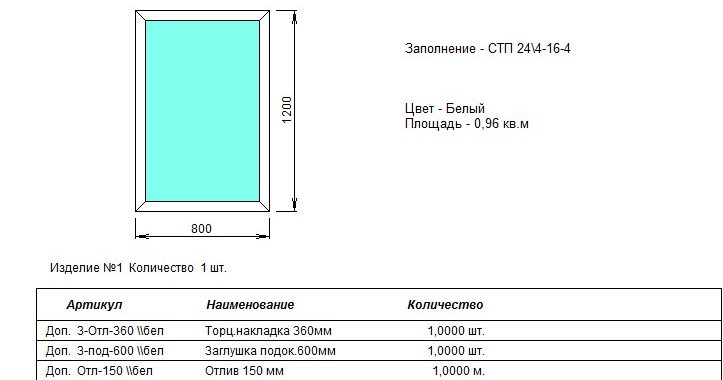 Заполнение - СТП 24\4-16-4
1200
Цвет - Белый
Площадь - 0,96 кв.м
800
Изделие №1 Количество 1 шт.
Артикул Наименование Количество
Доп. 3-Отл-360 \\бел Торц.накладка 360мм 1,0000 шт.
Доп. 3-под-600 \\бел Заглушка подок.600мм 1,0000 шт.
Доп. Отл-150 \\бел Отлив 150 мм 1,0000 м.